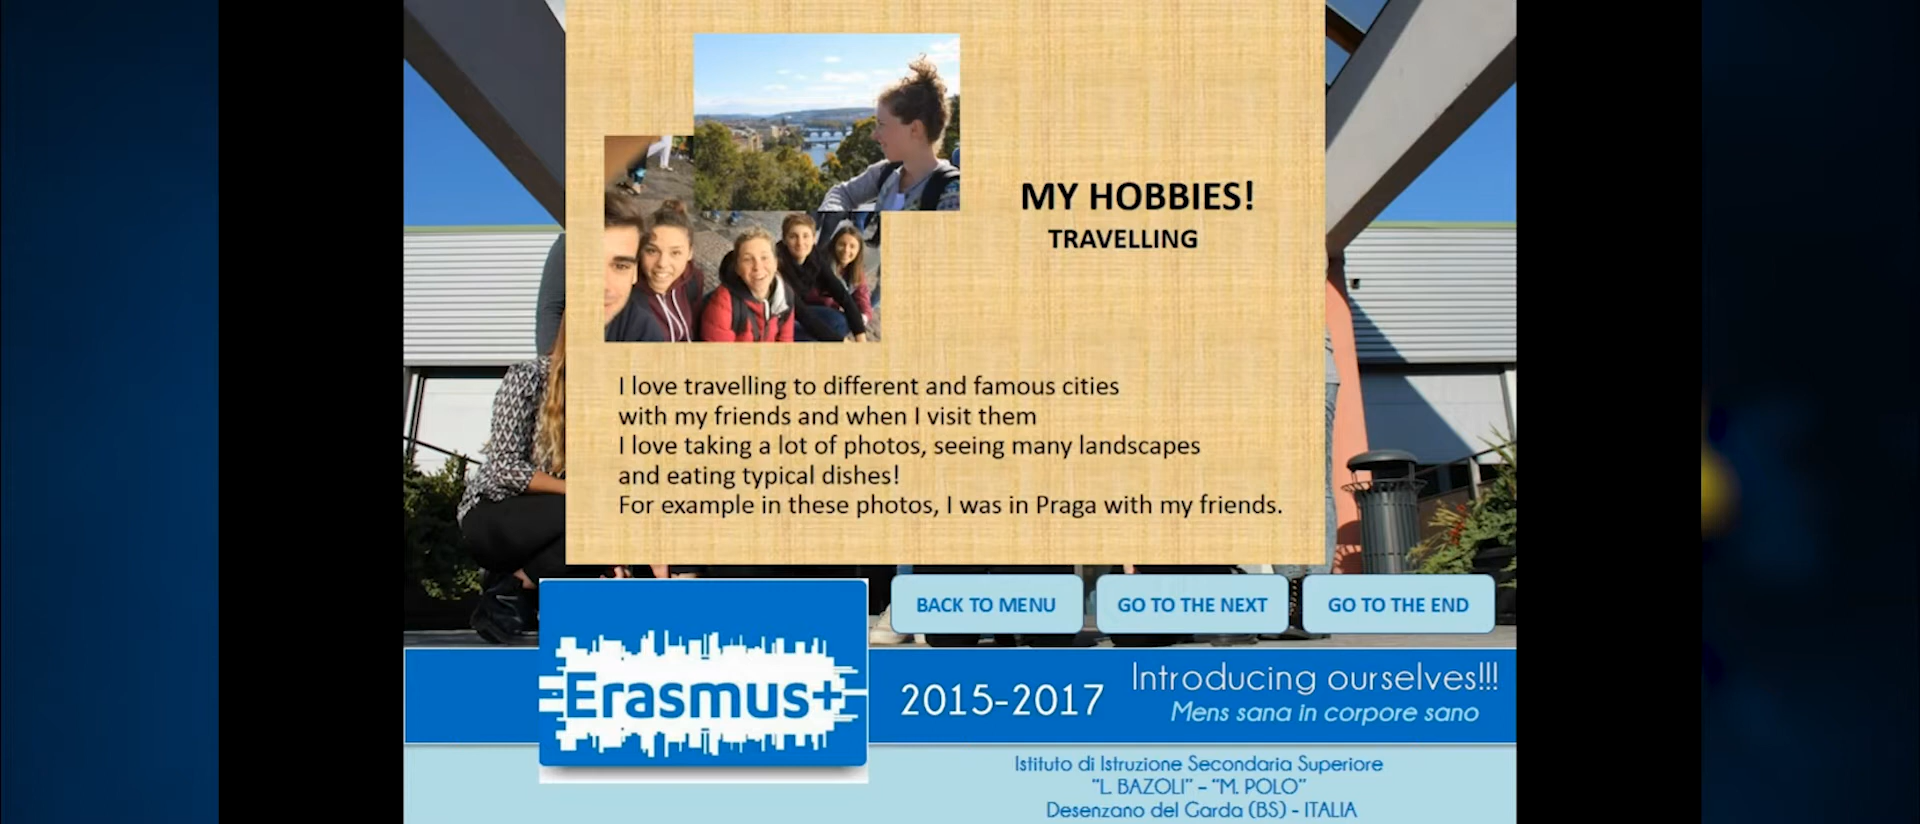 MY HOBBIES!
TRAVELLING
I love travelling to different and famous cities
with my friends and when I visit them
I love taking a lot of photos, seeing many landscapes
and eating typical dishes!
For example in these photos, I was in Praga with my friends.
BACK TO MENU
GO TO THE NEXT
GO TO THE END
Erasmus+
2015-2017
Introducing ourselves!!!
Mens sana in corpore sano
Istituto di Istruzione Secondaria Superiore
"L. BAZOLI" - "M. POLO"
Desenzano del Garda (BS) - ITALIA